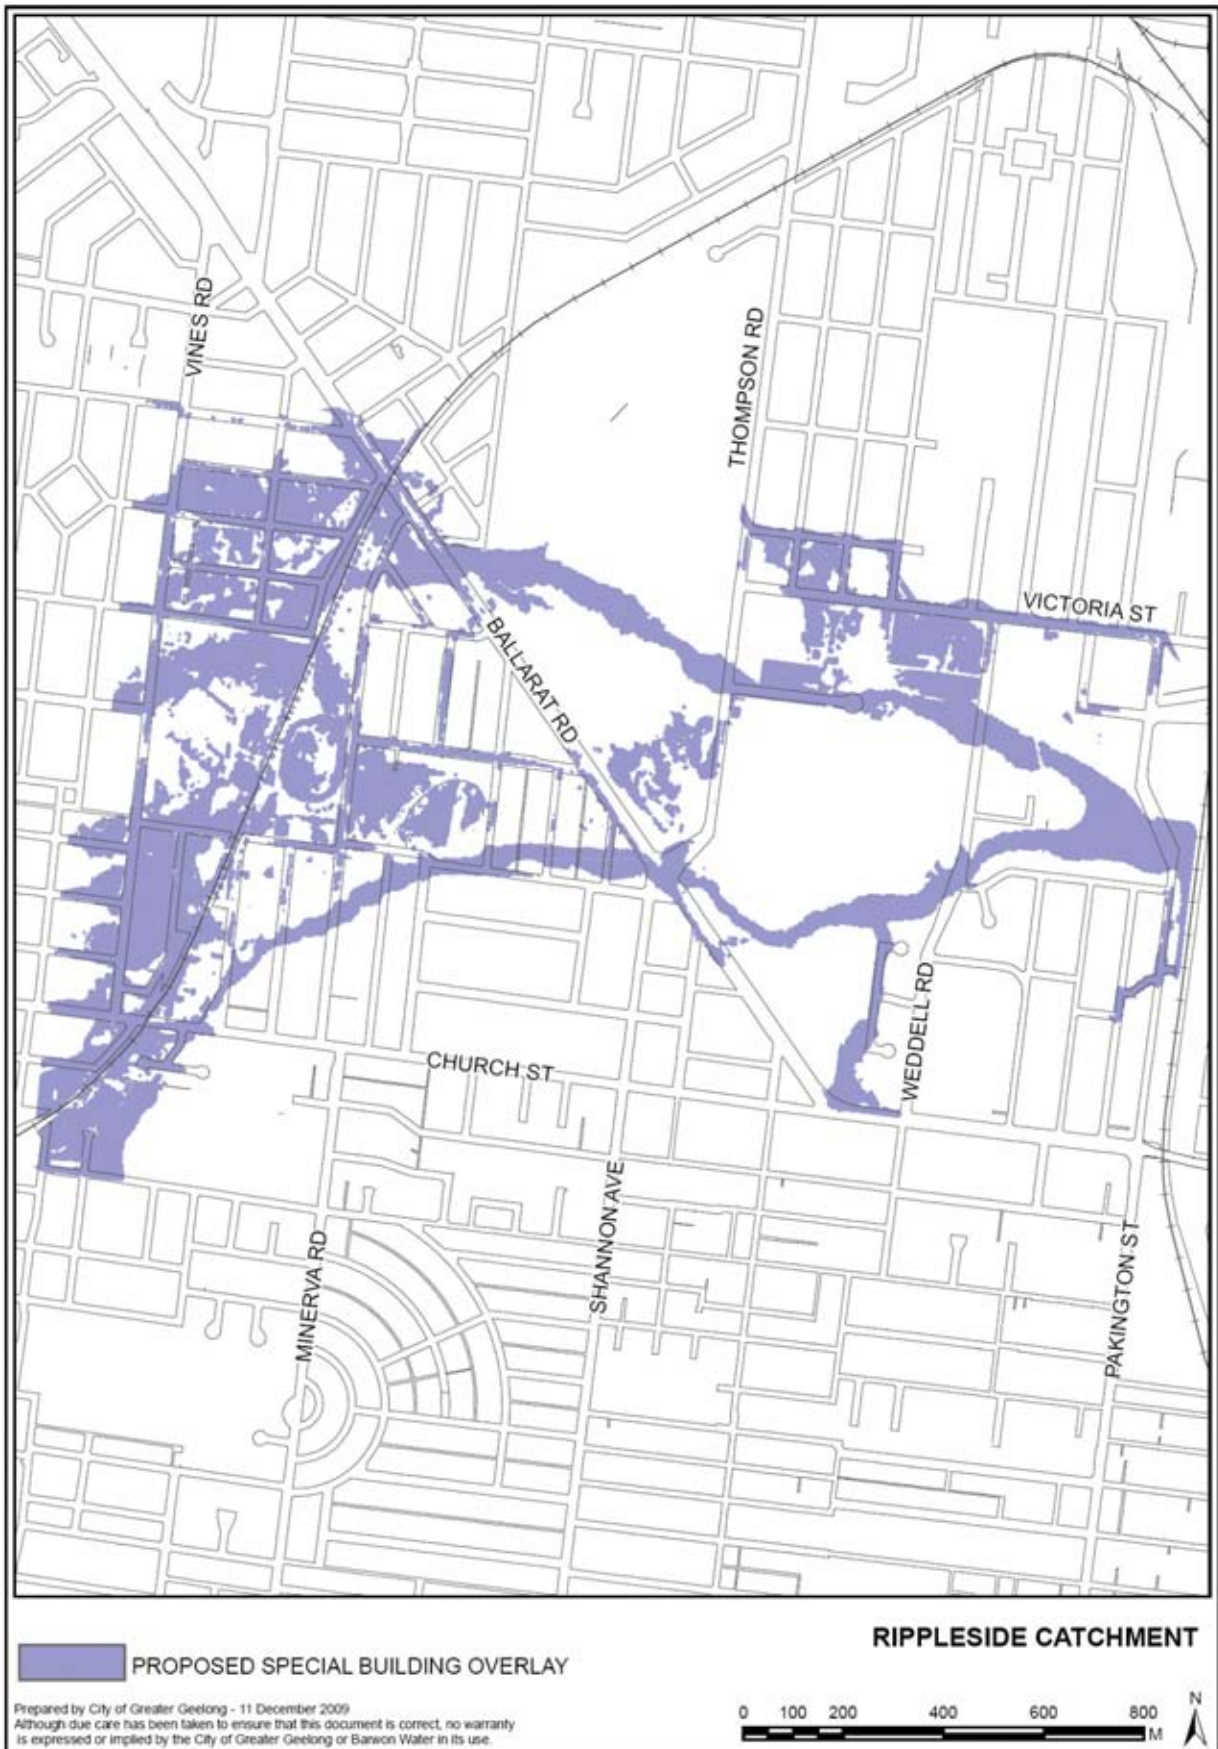 VINES RD
THOMPSON RD
VICTORIA ST
BALLARAT RD
WEDDELL RD
CHURCH ST
SHANNON AVE
MINERVA RD
PAKINGTON ST
RIPPLESIDE CATCHMENT
PROPOSED SPECIAL BUILDING OVERLAY
Prepared by City of Greater Geelong - 11 December 2009
Although due care has been taken to ensure that this document is correct, no warranty
is expressed or implied by the City of Greater Geelong or Barwon Water in its use.
0 100 200 400 600 800
M
N